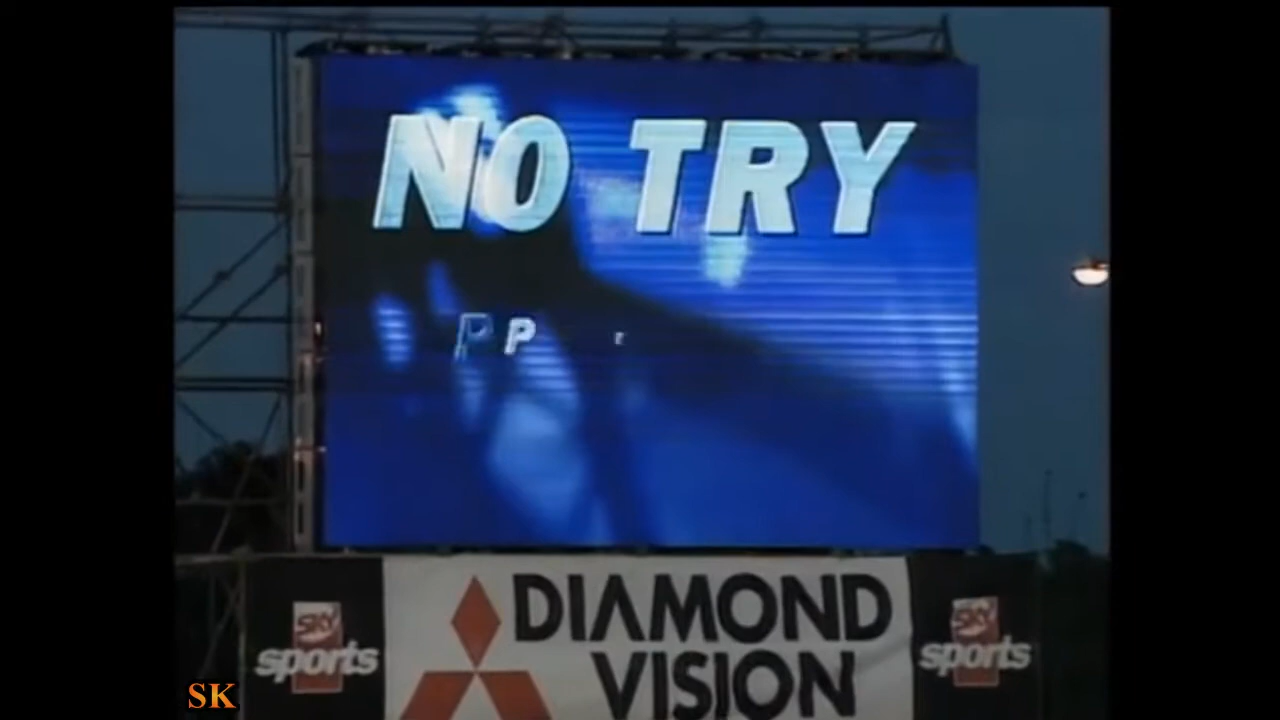 NO TRY
P P
DIAMOND
VISION
SKY
sports
SKY
sports
SK